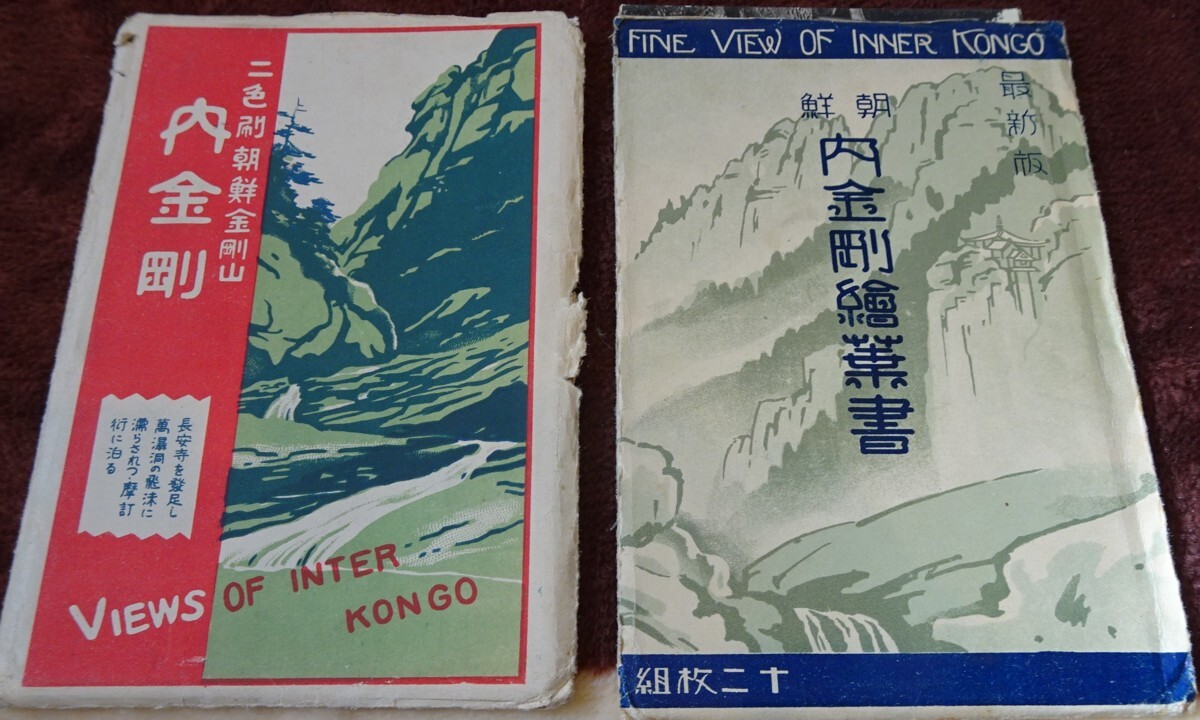 二色刷朝鮮金剛山
内金剛
長安寺を發足し
萬瀑洞の飛沫に
濡らされつ・摩訶
衍に泊る
VIEWS OF INTER
KONGO
FINE VIEW OF INNER KONGO
最新版
朝鮮
内金剛繪葉書
組枚二十